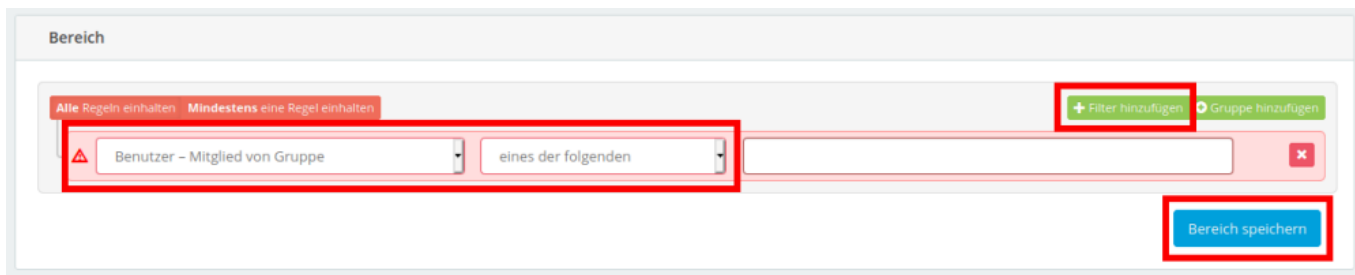 Bereich
Alle Regeln einhalten Mindestens eine Regel einhalten Filter hinzufügen Gruppe hinzufügen
Benutzer – Mitglied von Gruppe eines der folgenden
Bereich speichern